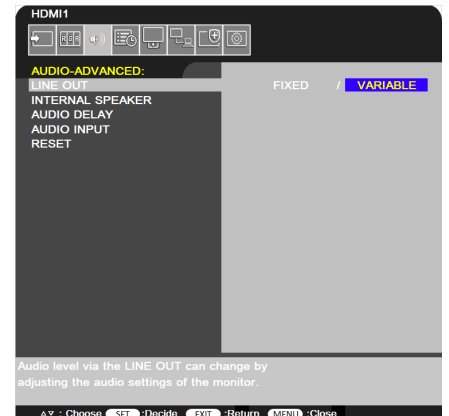 HDMI1
RGB
AUDIO-ADVANCED:
LINE OUT FIXED / VARIABLE
INTERNAL SPEAKER
AUDIO DELAY
AUDIO INPUT
RESET
Audio level via the LINE OUT can change by
adjusting the audio settings of the monitor.
△▽ : Choose SET :Decide EXIT :Return MENU :Close